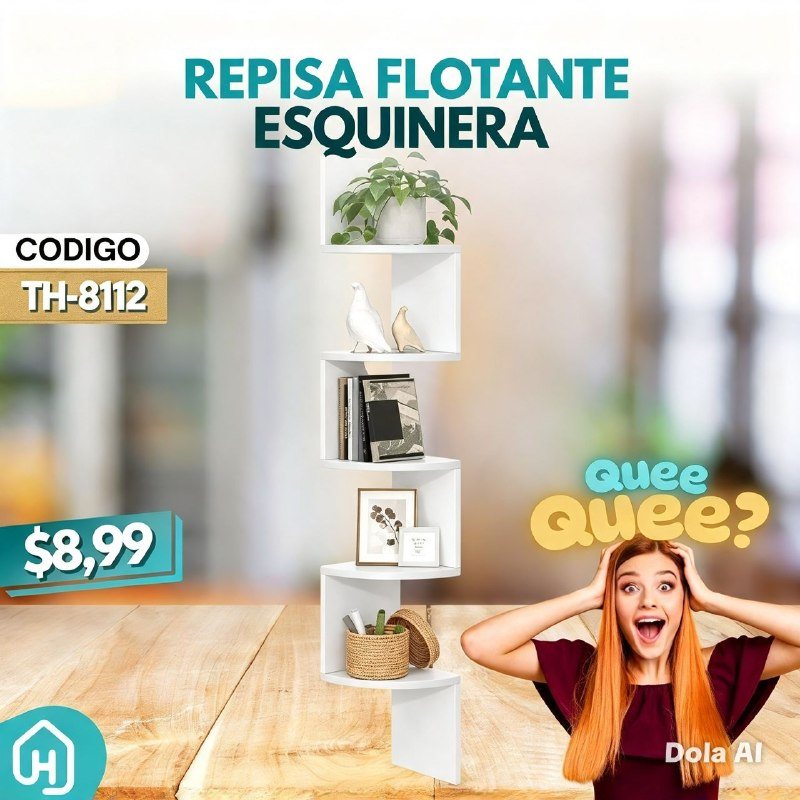 REPISA FLOTANTE
ESQUINERA
CODIGO
TH-8112
$8,99
Quee
Quee?
Dola AI